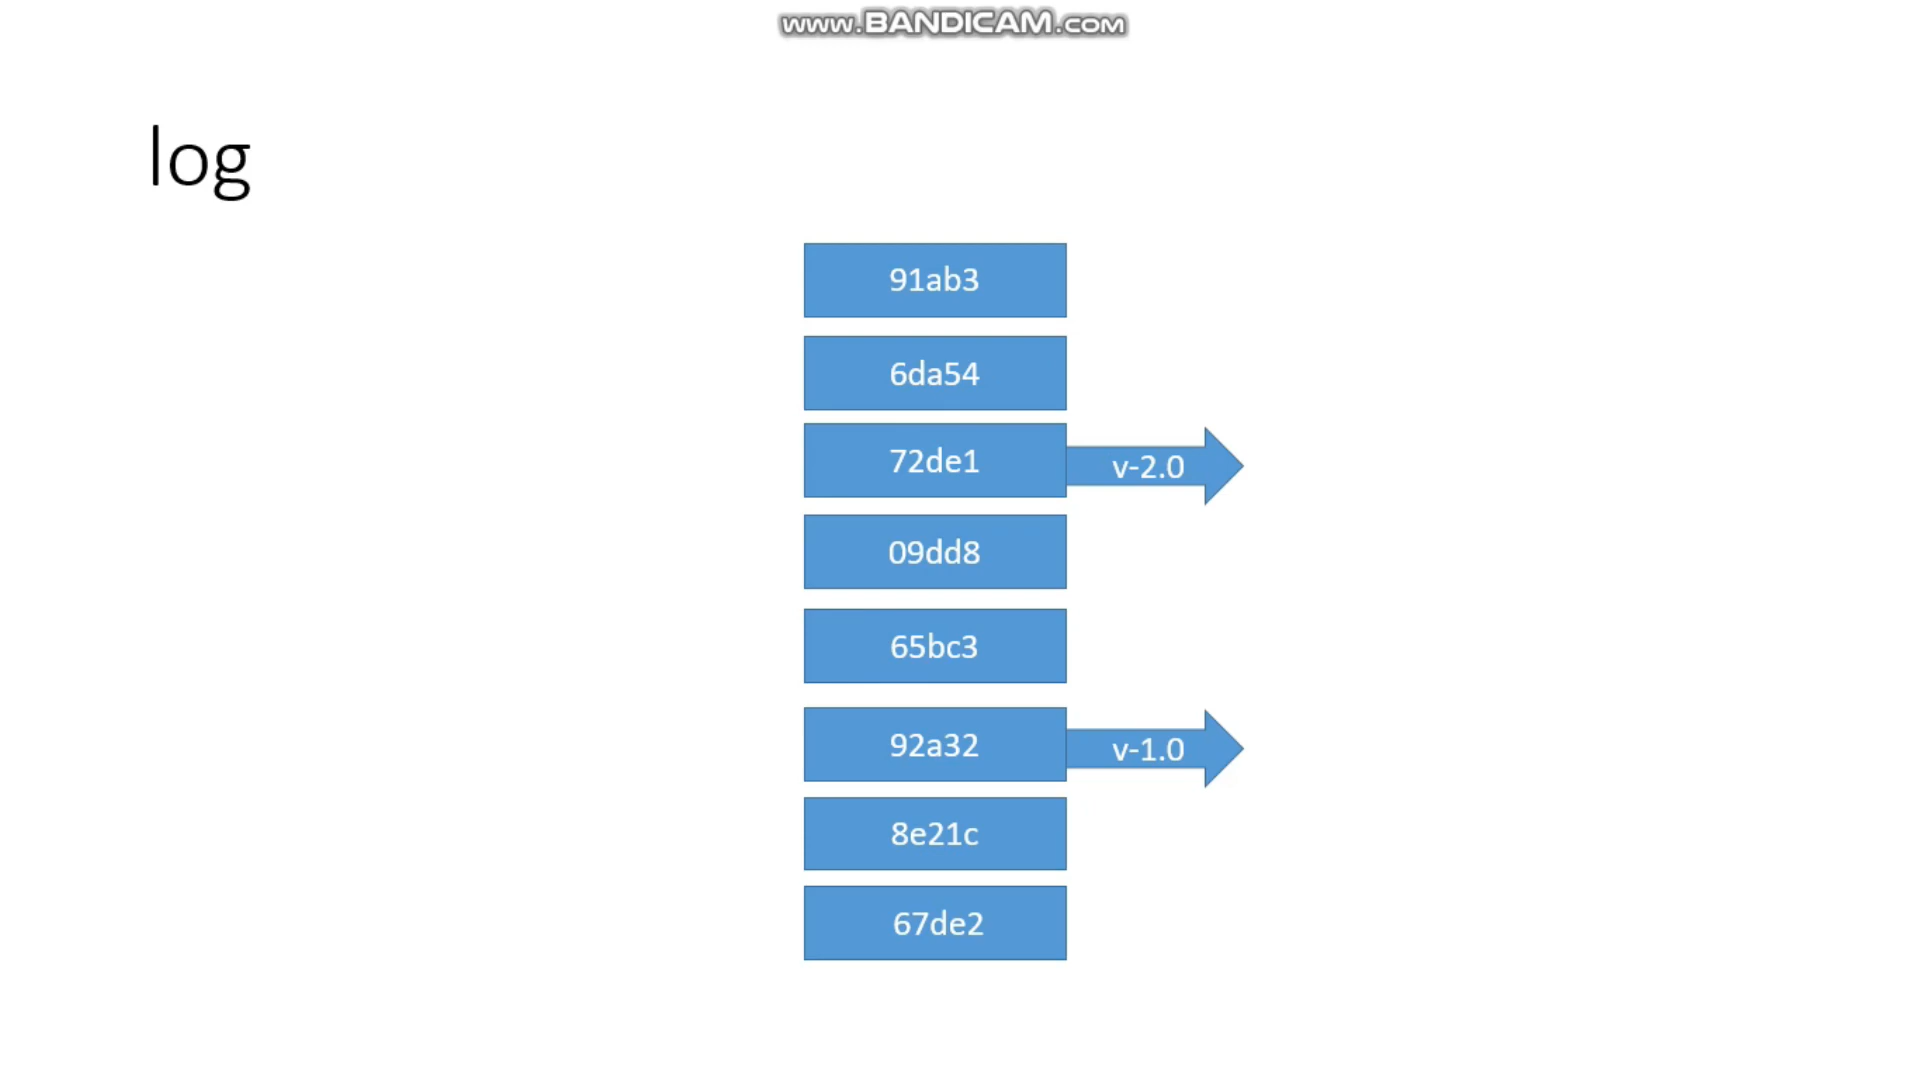 www.BANDICAM.com
log
91ab3
6da54
72de1
v-2.0
09dd8
65bc3
92a32
v-1.0
8e21c
67de2